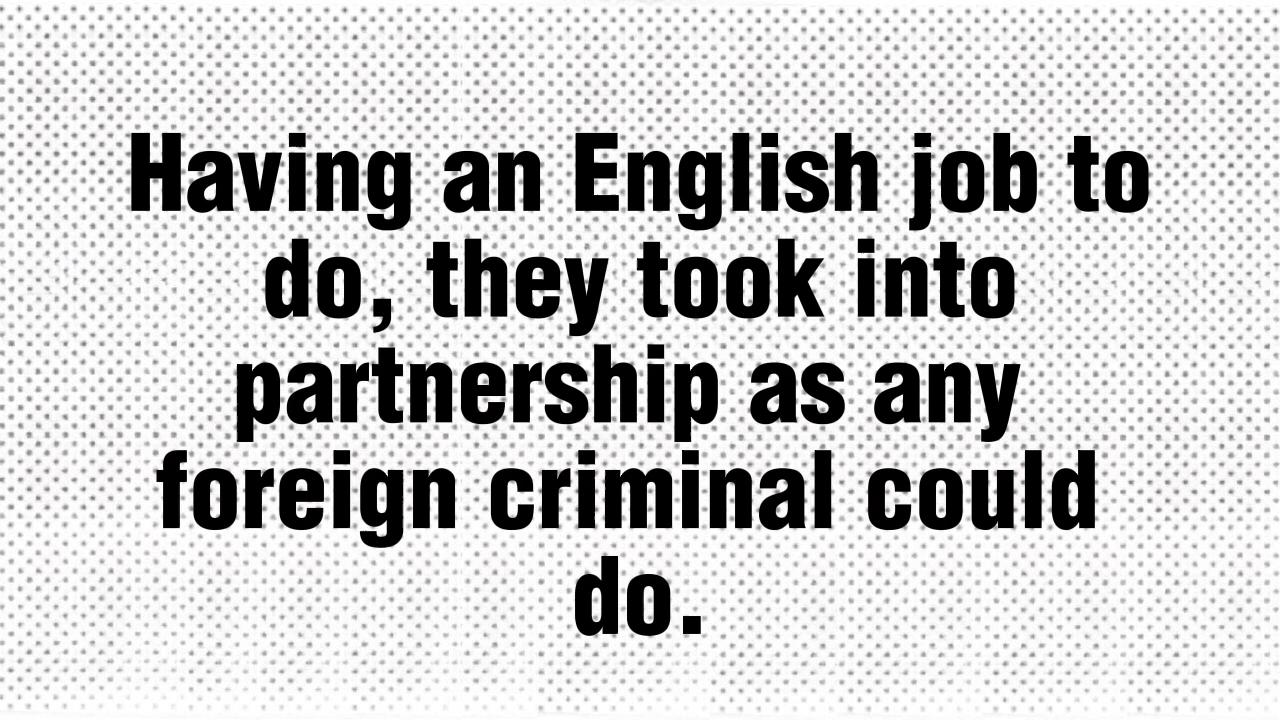 Having an English job to
do, they took into
partnership as any
foreign criminal could
do.